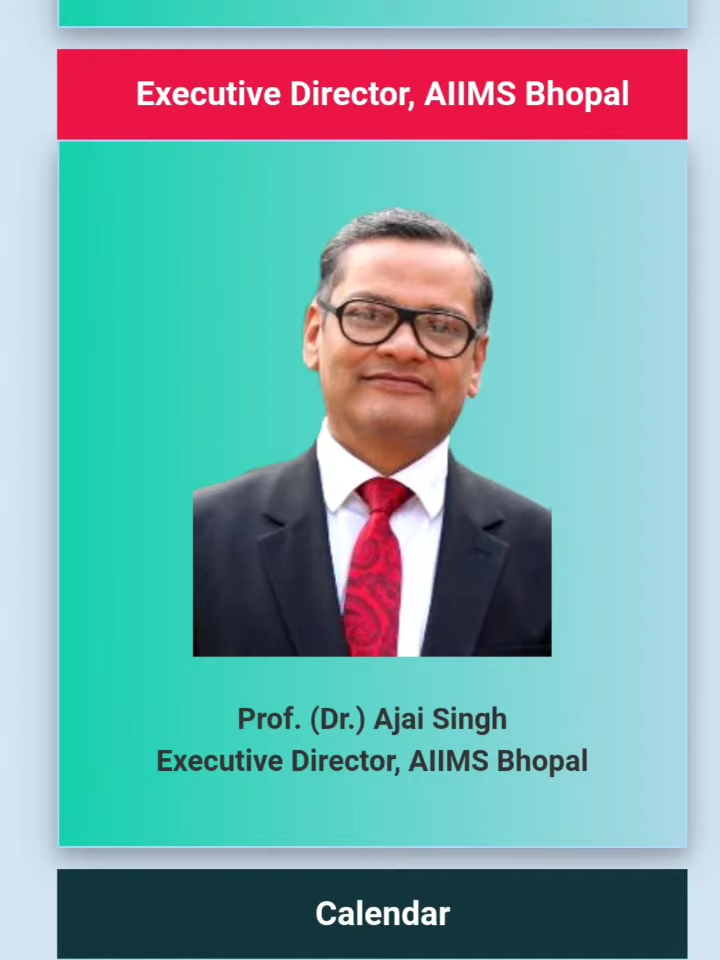 Executive Director, AIIMS Bhopal
Prof. (Dr.) Ajai Singh
Executive Director, AIIMS Bhopal
Calendar